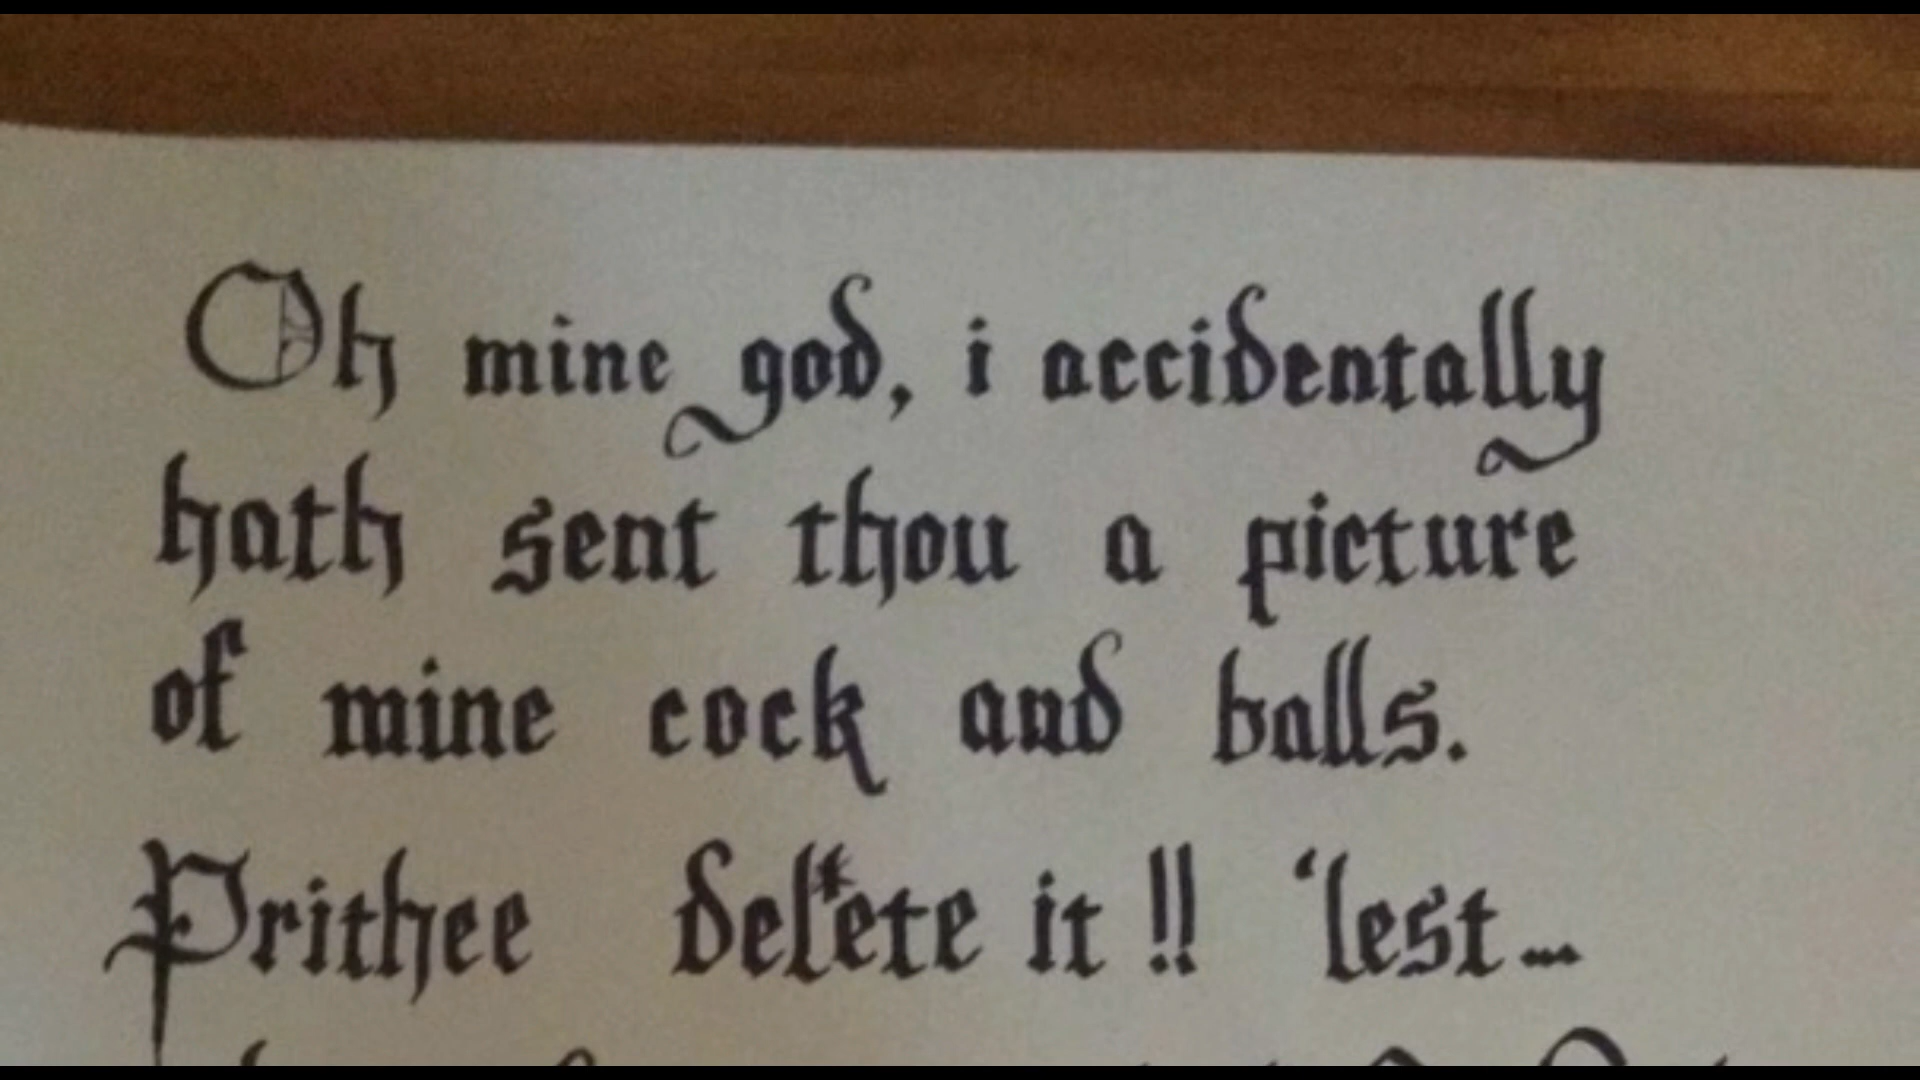 Oh mine god, i accidentally
hath sent thou a picture
of mine cock and balls.
Prithee delete it !! 'lest...